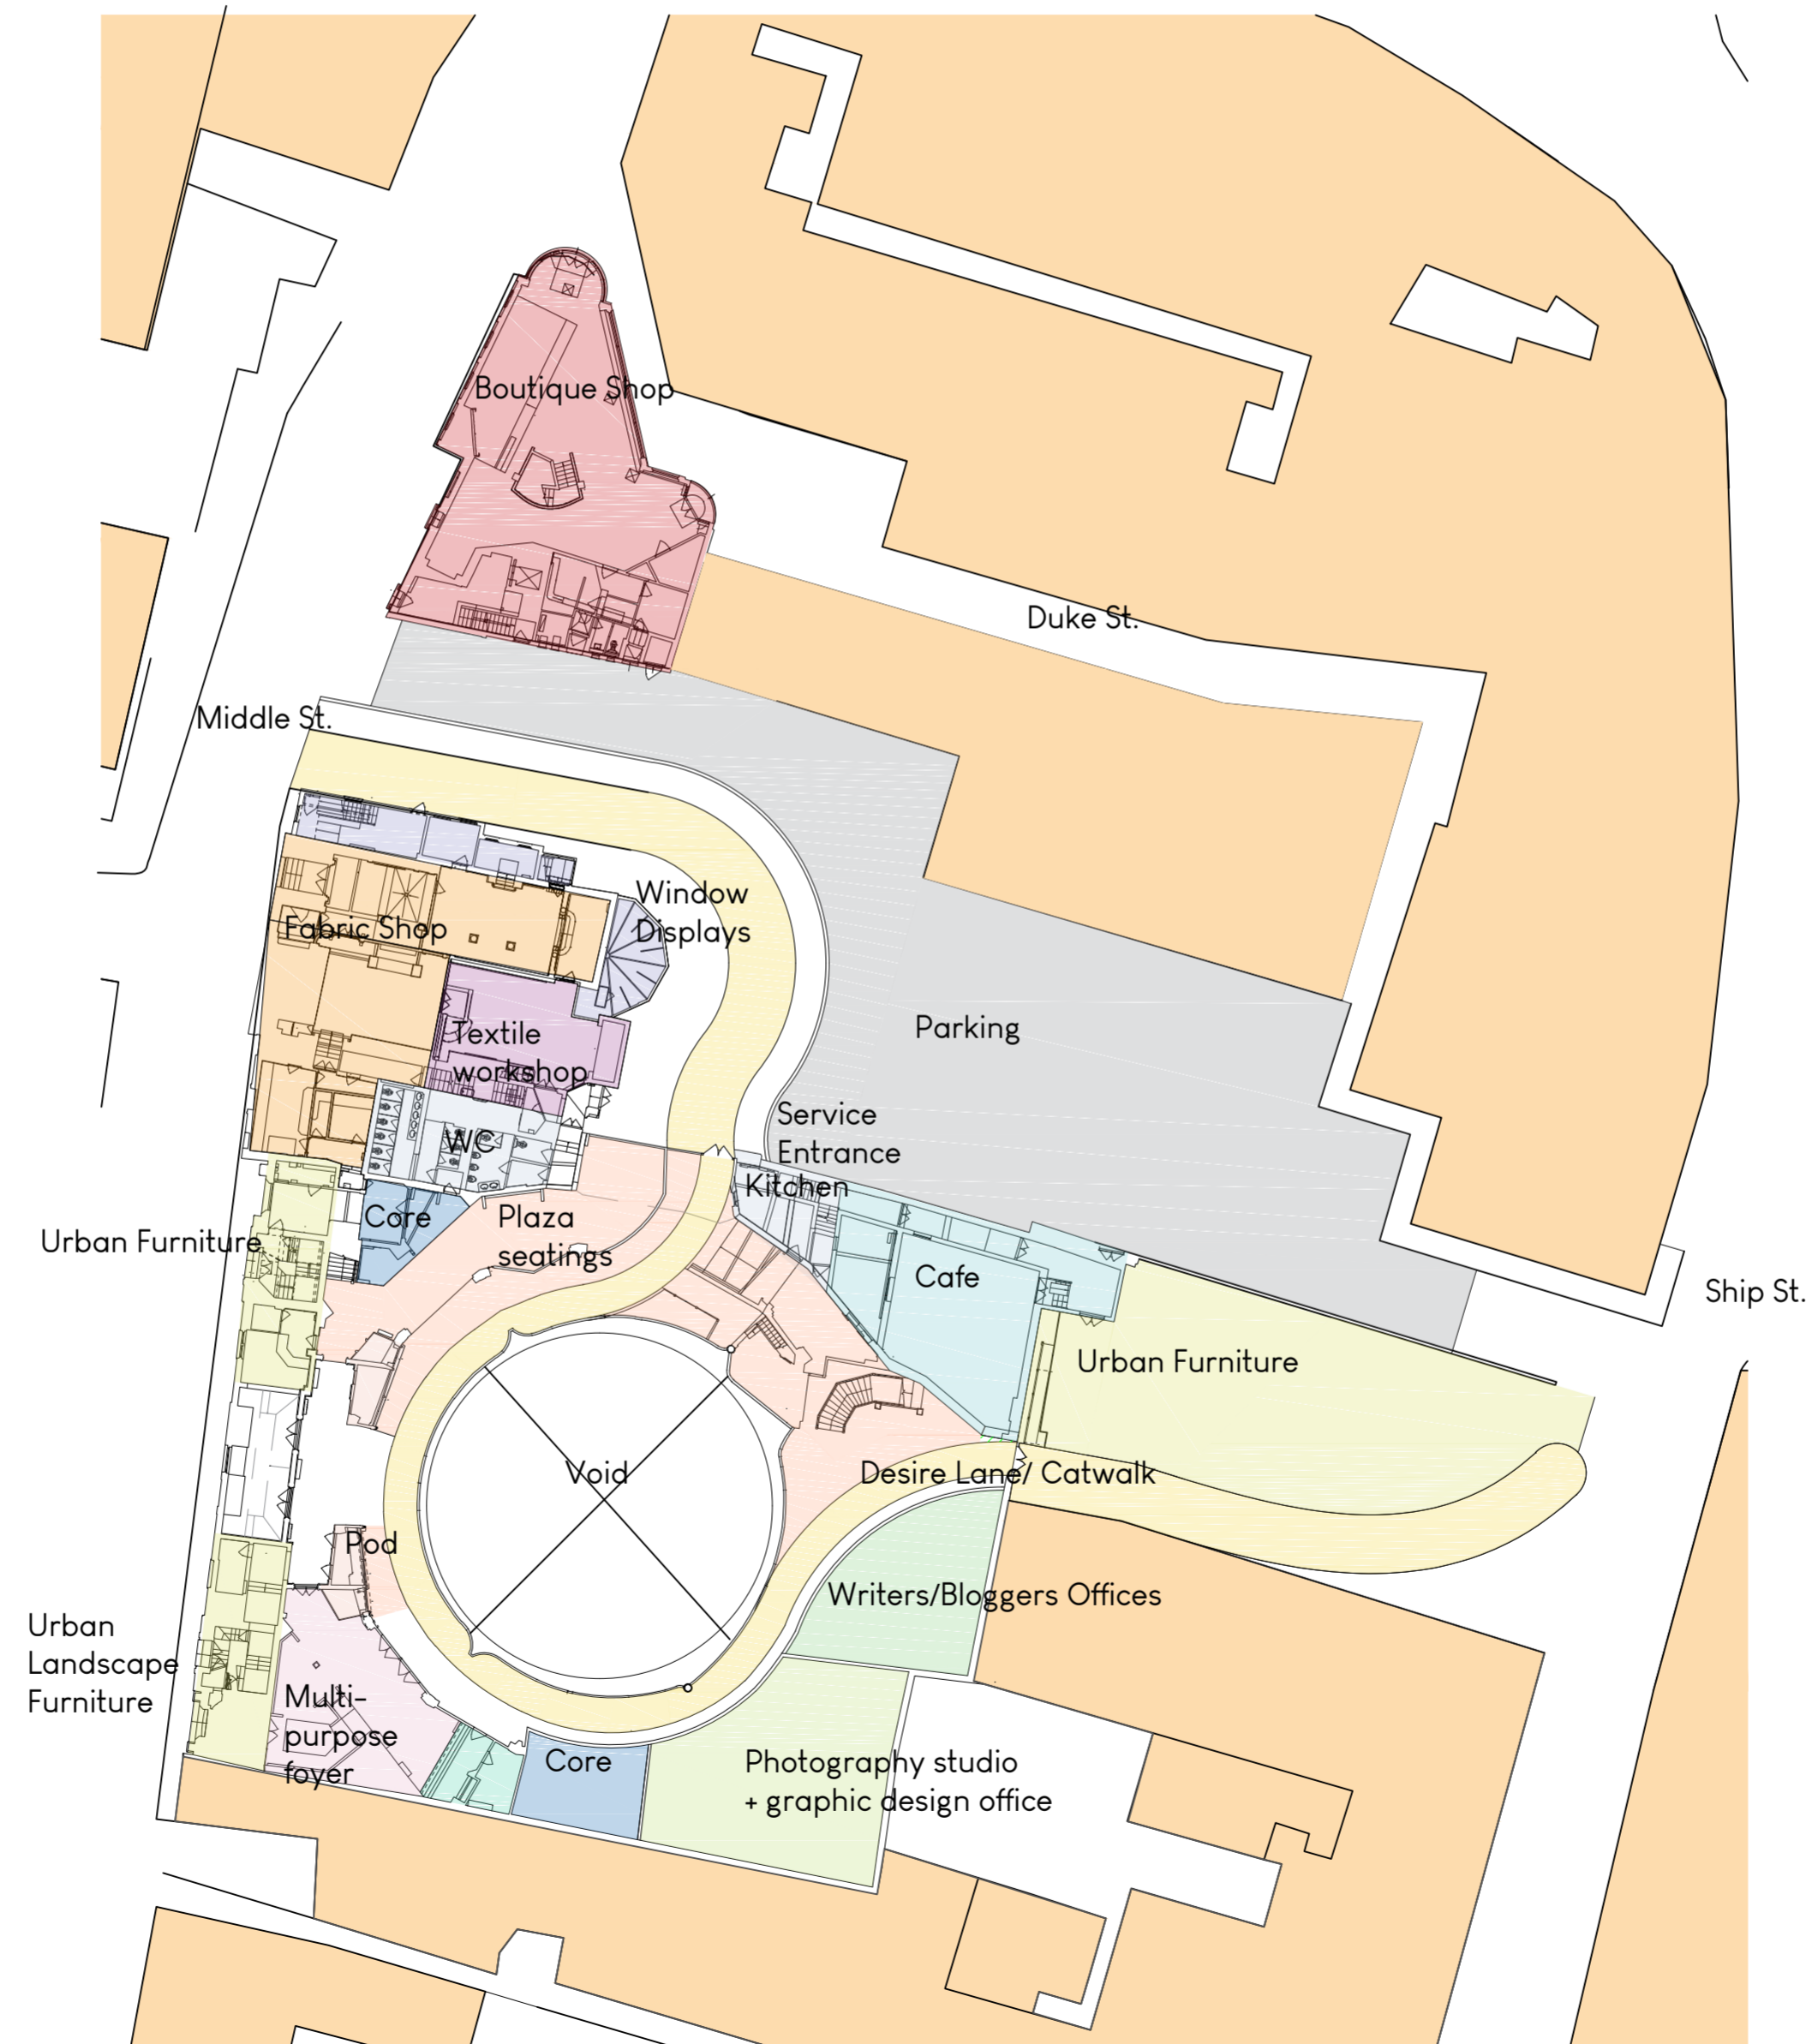 Boutique Shop
Duke St.
Middle St.
Window
Displays
Fabric Shop
Parking
Textile
workshop
Service
Entrance
WC
Kitchen
Core
Plaza
seatings
Urban Furniture
Cafe
Ship St.
Urban Furniture
Void
Desire Lane/ Catwalk
Pod
Writers/Bloggers Offices
Urban
Landscape
Furniture
Multi-
purpose
foyer
Core
Photography studio
+ graphic design office